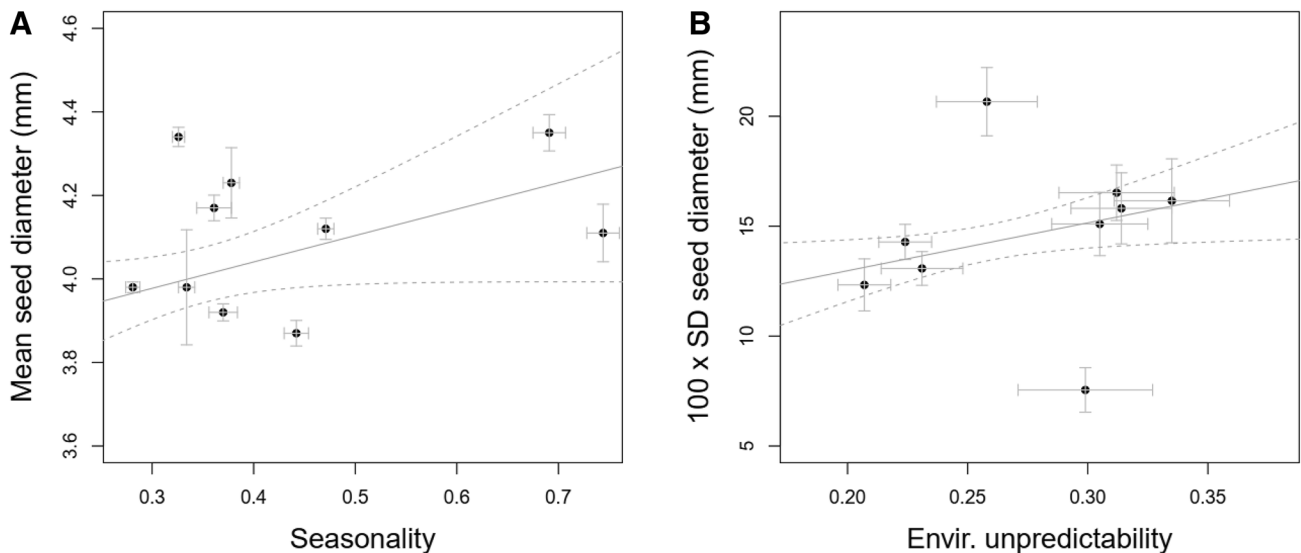 A
Mean seed diameter (mm)
4.6
4.4
4.2
4.0
3.8
3.6
0.3 0.4 0.5 0.6 0.7
Seasonality
B
100 x SD seed diameter (mm)
20
15
10
5
0.20 0.25 0.30 0.35
Envir. unpredictability